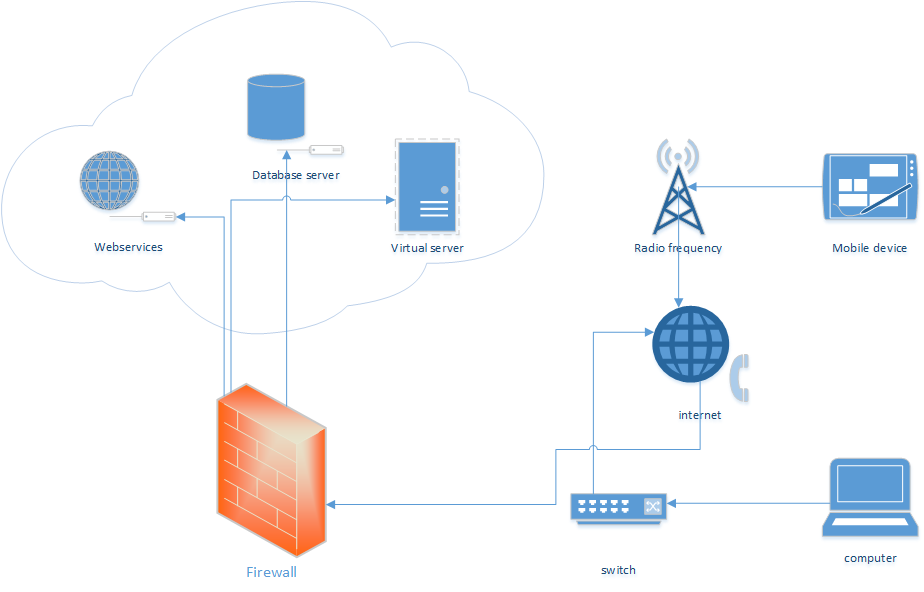 Database server
Webservices
Virtual server
Radio frequency
Mobile device
internet
computer
switch
Firewall